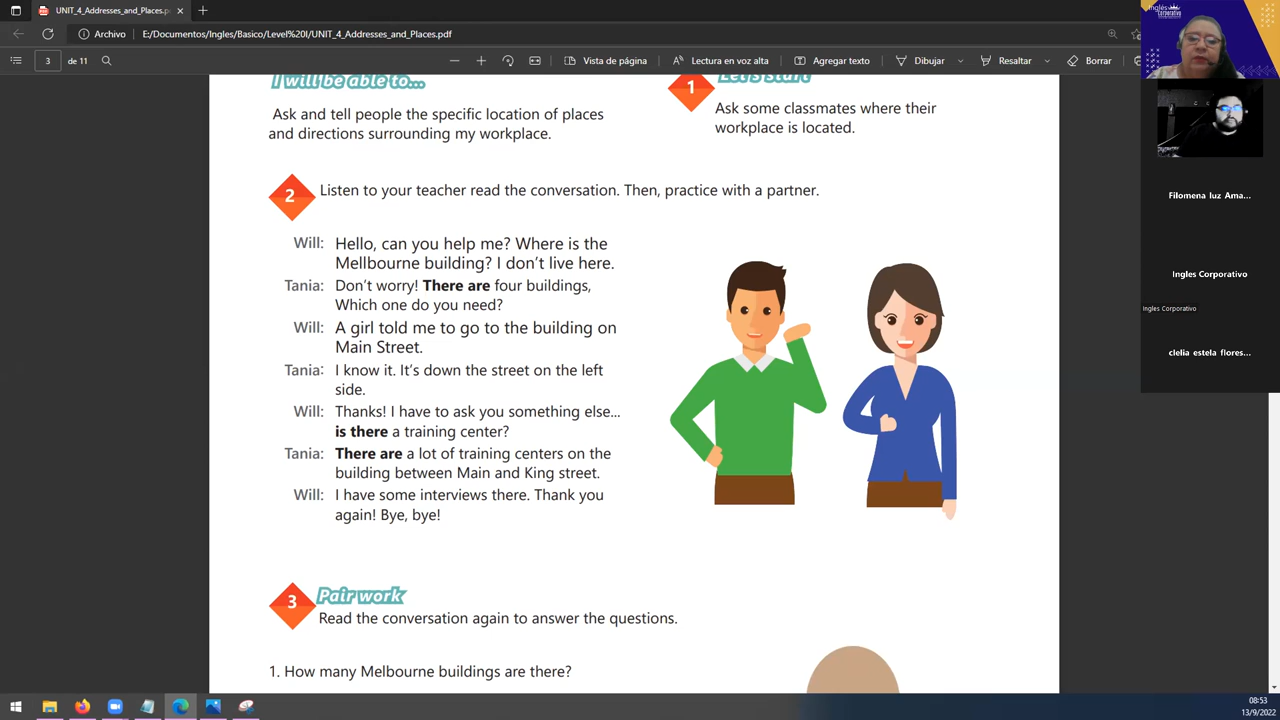 UNIT_4_Addresses_and_Places.p
Archivo
E:/Documentos/Ingles/Basico/Level%20I/UNIT_4_Addresses_and_Places.pdf
3
de 11
Vista de página
Lectura en voz alta
Agregar texto
Dibujar
Resaltar
Borrar
I will be able to...
Ask and tell people the specific location of places
and directions surrounding my workplace.
1
Let's start
Ask some classmates where their
workplace is located.
2
Listen to your teacher read the conversation. Then, practice with a partner.
Will: Hello, can you help me? Where is the
Mellbourne building? I don't live here.
Tania: Don't worry! There are four buildings,
Which one do you need?
Will: A girl told me to go to the building on
Main Street.
Tania: I know it. It's down the street on the left
side.
Will: Thanks! I have to ask you something else...
is there a training center?
Tania: There are a lot of training centers on the
building between Main and King street.
Will: I have some interviews there. Thank you
again! Bye, bye!
3
Pair work
Read the conversation again to answer the questions.
1. How many Melbourne buildings are there?
Inglés
Corporativo
Filomena luz Ama...
Ingles Corporativo
Ingles Corporativo
clelia estela flores...
08:53
13/9/2022